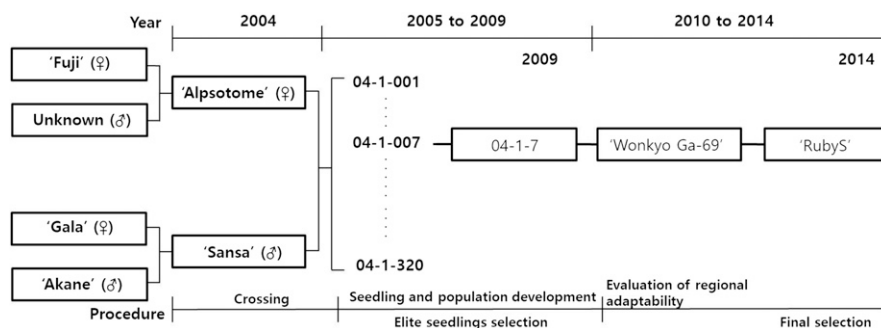 Year 2004 2005 to 2009 2010 to 2014
2009 2014
‘Fuji’ (♀)
Unknown (♂)
‘Alpsotome’ (♀)
‘Gala’ (♀)
‘Akane’ (♂)
‘Sansa’ (♂)
04-1-001
04-1-007
04-1-320
04-1-7
‘Wonkyo Ga-69’
‘RubyS’
Procedure
Crossing
Seedling and population development
Elite seedlings selection
Evaluation of regional
adaptability
Final selection